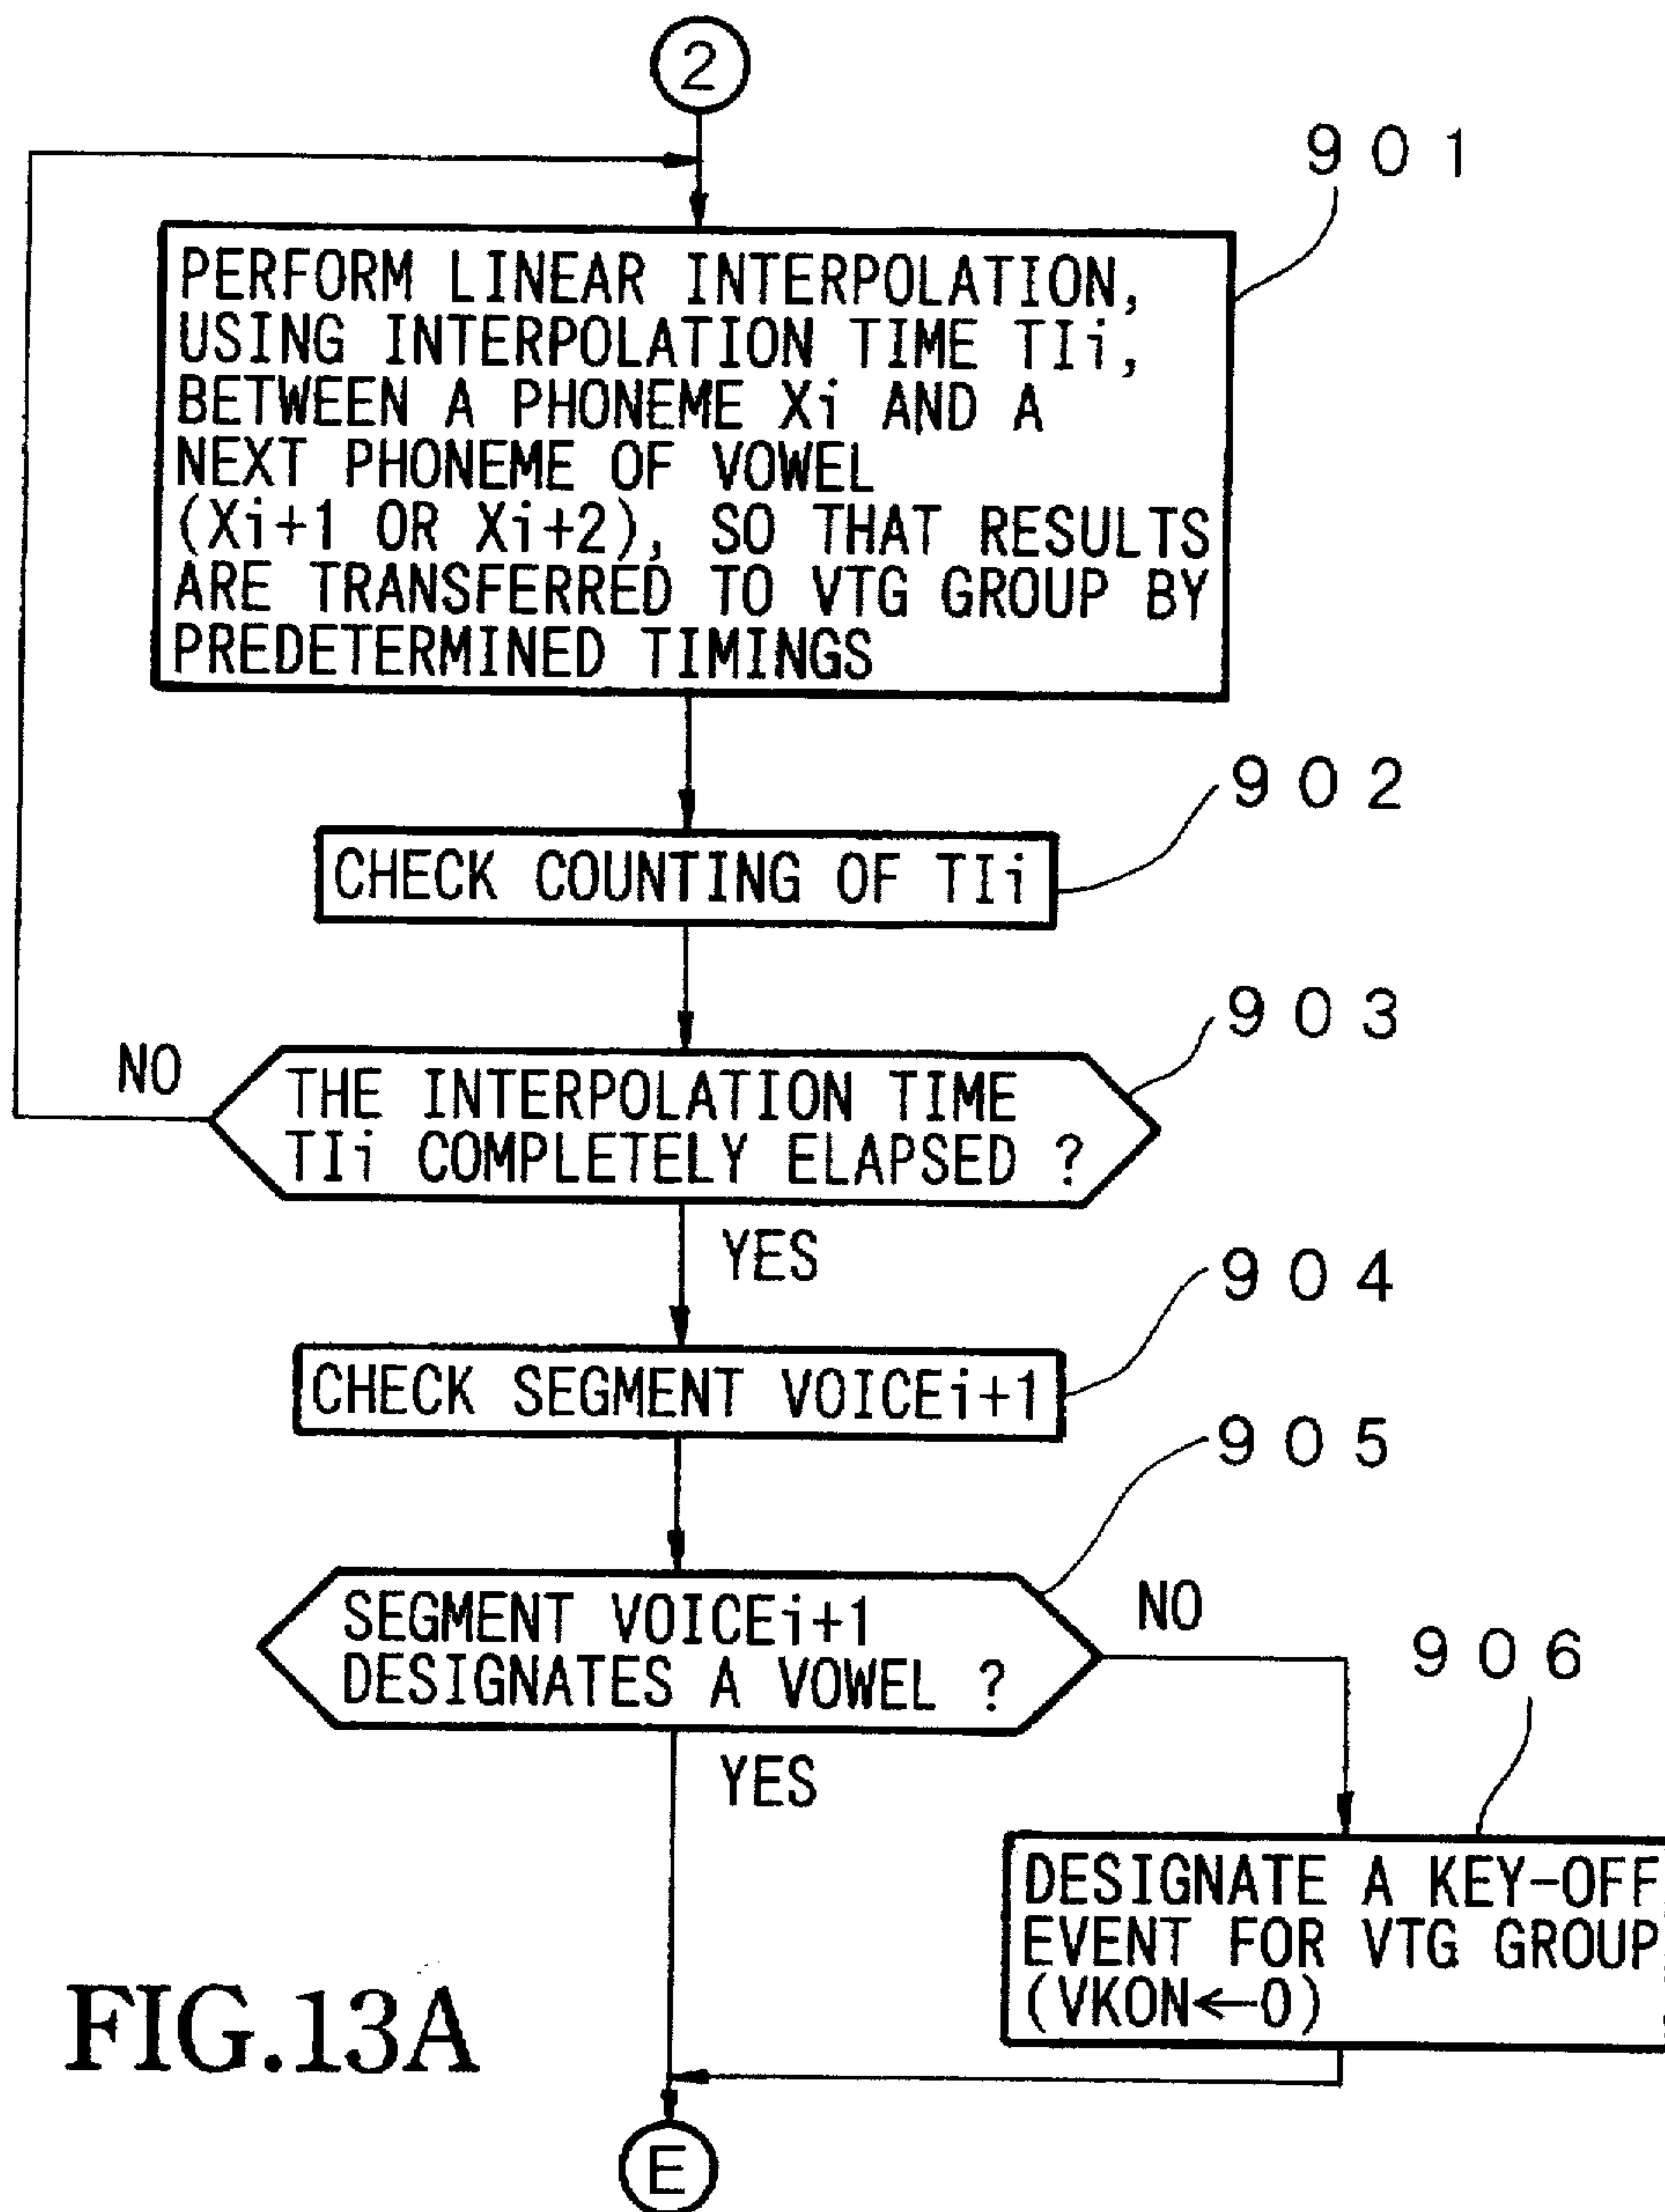 2
901
PERFORM LINEAR INTERPOLATION,
USING INTERPOLATION TIME TIi,
BETWEEN A PHONEME Xi AND A
NEXT PHONEME OF VOWEL
(Xi+1 OR Xi+2), SO THAT RESULTS
ARE TRANSFERRED TO VTG GROUP BY
PREDETERMINED TIMINGS
902
CHECK COUNTING OF TIi
903
NO
THE INTERPOLATION TIME
TIi COMPLETELY ELAPSED ?
YES
904
CHECK SEGMENT VOICEi+1
905
SEGMENT VOICEi+1
DESIGNATES A VOWEL ?
NO
906
YES
DESIGNATE A KEY-OFF
EVENT FOR VTG GROUP
(VKON←0)
FIG.13A
E